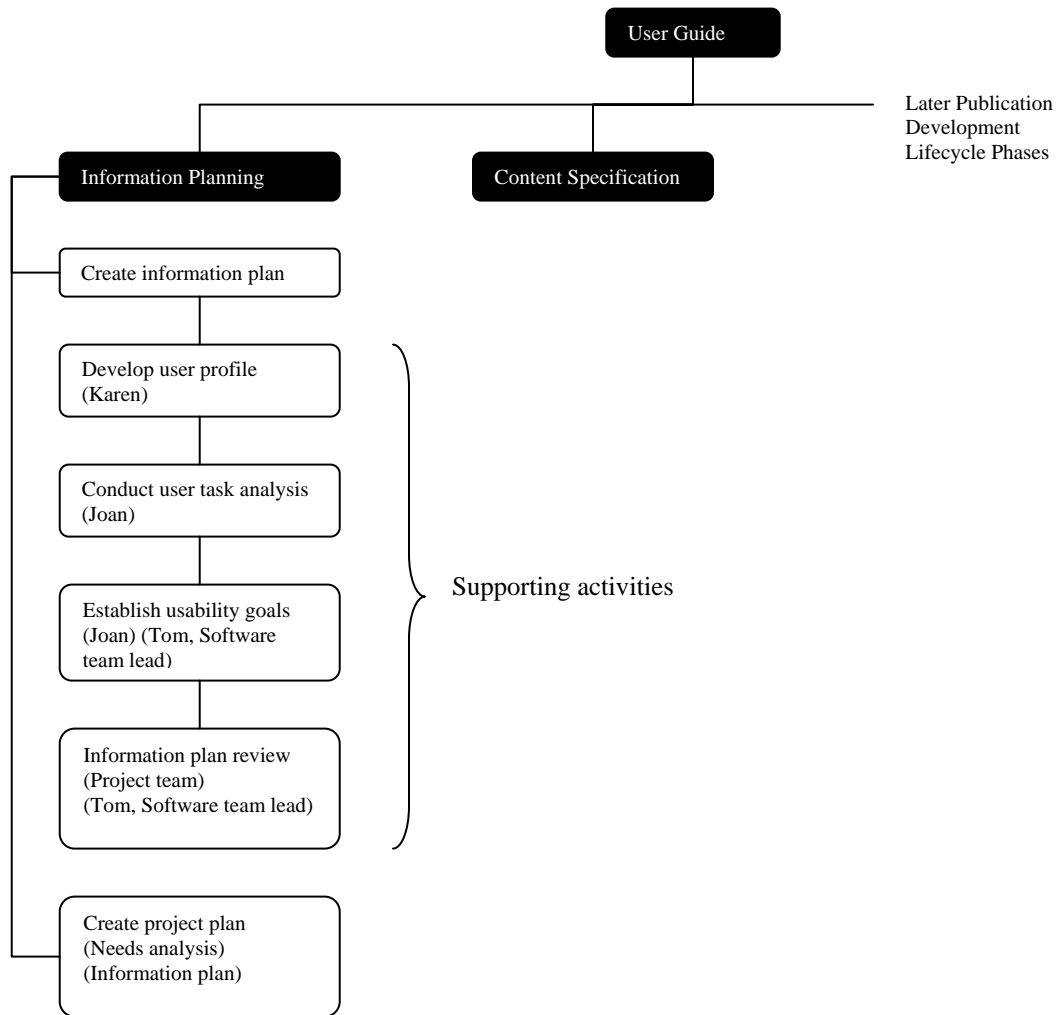 User Guide
Later Publication
Development
Lifecycle Phases
Information Planning
Content Specification
Create information plan
Develop user profile
(Karen)
Conduct user task analysis
(Joan)
Supporting activities
Establish usability goals
(Joan) (Tom, Software
team lead)
Information plan review
(Project team)
(Tom, Software team lead)
Create project plan
(Needs analysis)
(Information plan)